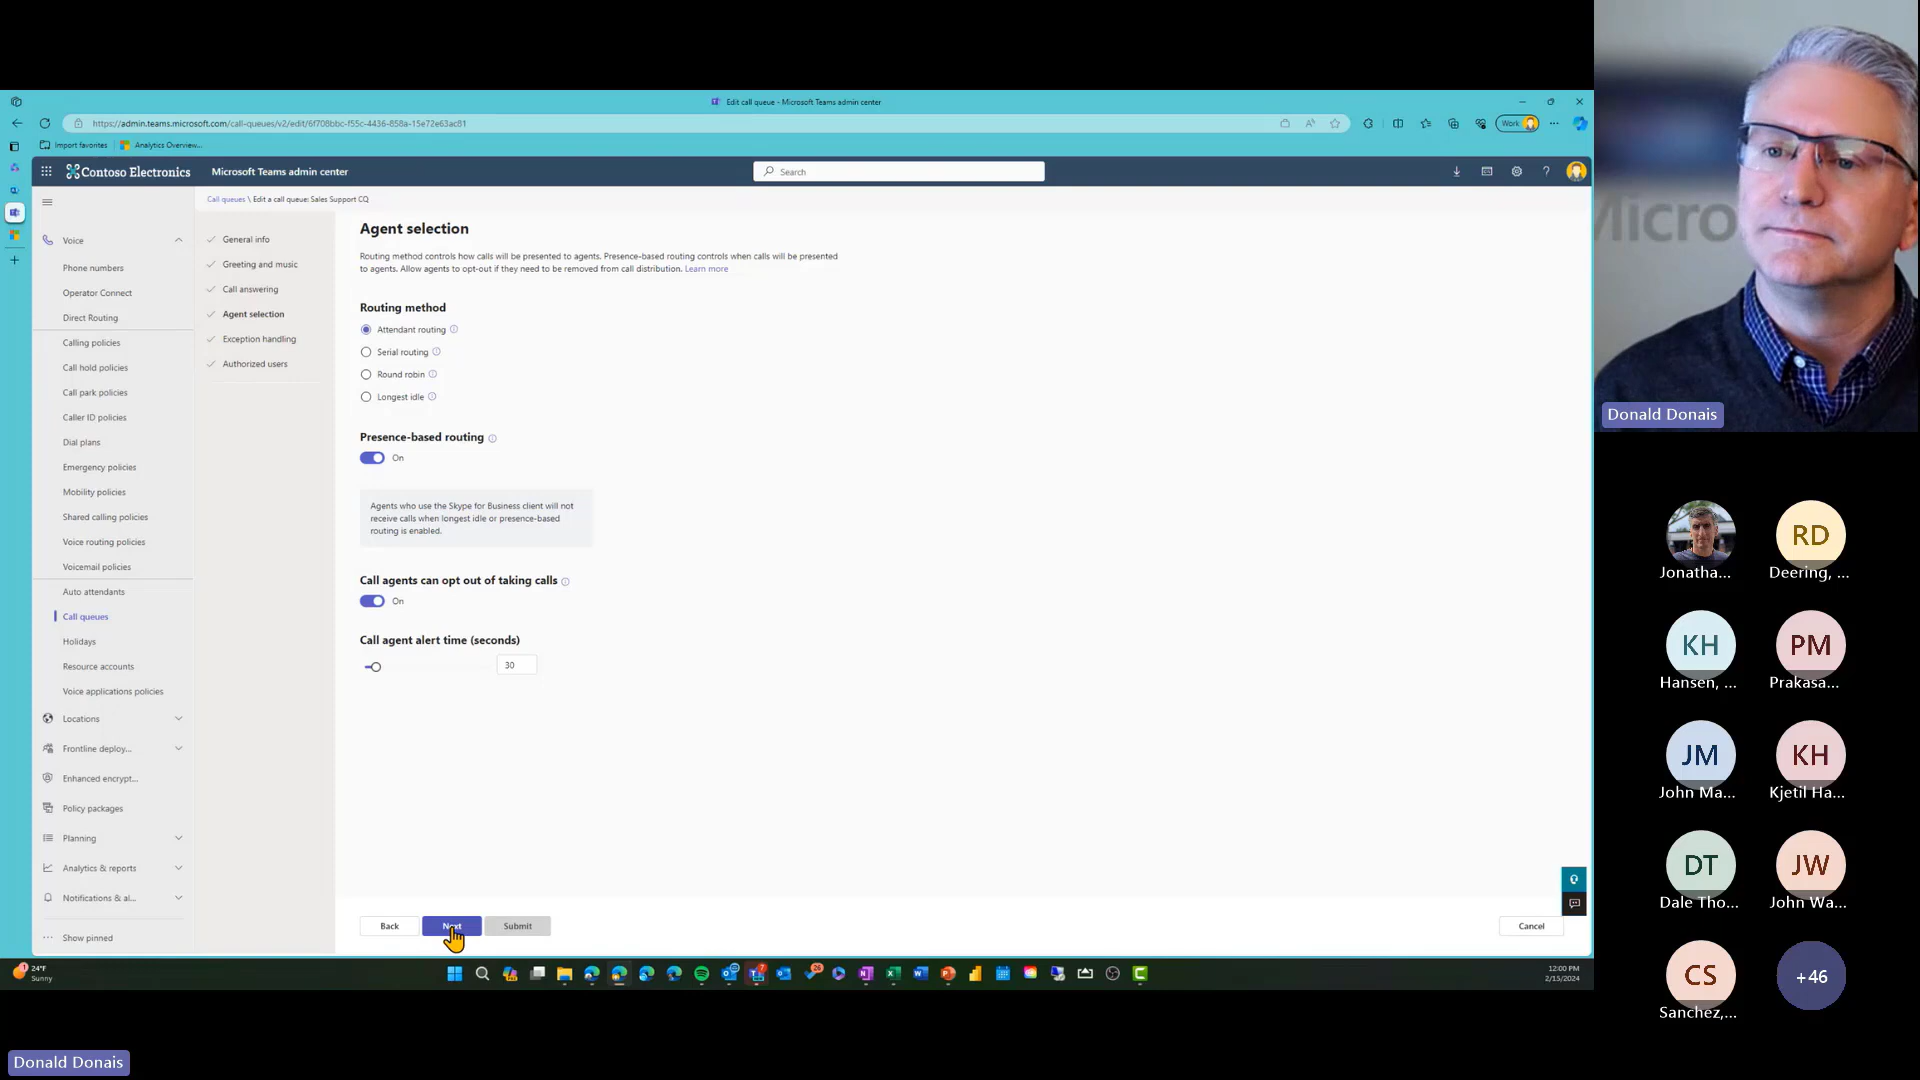 Edit call queue - Microsoft Teams admin center
https://admin.teams.microsoft.com/call-queues/v2/edit/6f708bbc-f55c-4436-858a-15e72e63ac81
Work
Import favorites
Analytics Overview...
Contoso Electronics
Microsoft Teams admin center
Search
Voice
Phone numbers
Operator Connect
Direct Routing
Calling policies
Call hold policies
Call park policies
Caller ID policies
Dial plans
Emergency policies
Mobility policies
Shared calling policies
Voice routing policies
Voicemail policies
Auto attendants
Call queues
Holidays
Resource accounts
Voice applications policies
Locations
Frontline deploy...
Enhanced encrypt...
Policy packages
Planning
Analytics & reports
Notifications & al...
Show pinned
Call queues \ Edit a call queue: Sales Support CQ
General info
Greeting and music
Call answering
Agent selection
Exception handling
Authorized users
Agent selection
Routing method controls how calls will be presented to agents. Presence-based routing controls when calls will be presented
to agents. Allow agents to opt-out if they need to be removed from call distribution. Learn more
Routing method
Attendant routing
Serial routing
Round robin
Longest idle
Presence-based routing
On
Agents who use the Skype for Business client will not
receive calls when longest idle or presence-based
routing is enabled.
Call agents can opt out of taking calls
On
Call agent alert time (seconds)
30
Back
Next
Submit
Cancel
24°F
Sunny
12:00 PM
2/15/2024
Micro
Donald Donais
Jonatha...
RD
Deering, ...
KH
Hansen, ...
PM
Prakasa...
JM
John Ma...
KH
Kjetil Ha...
DT
Dale Tho...
JW
John Wa...
CS
Sanchez,...
+46
Donald Donais